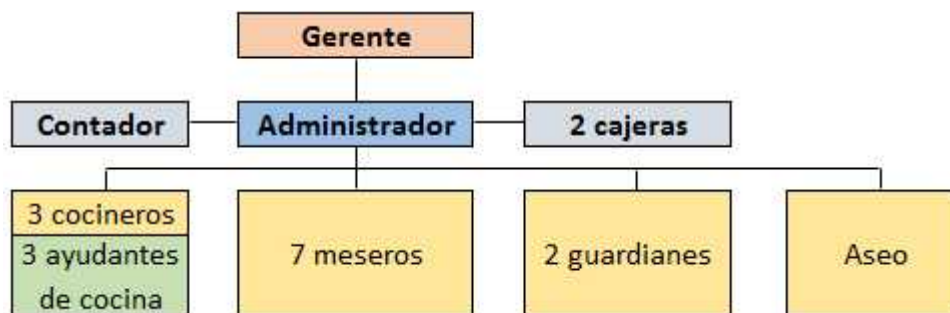 Gerente
Contador
Administrador
2 cajeras
3 cocineros
3 ayudantes
de cocina
7 meseros
2 guardianes
Aseo